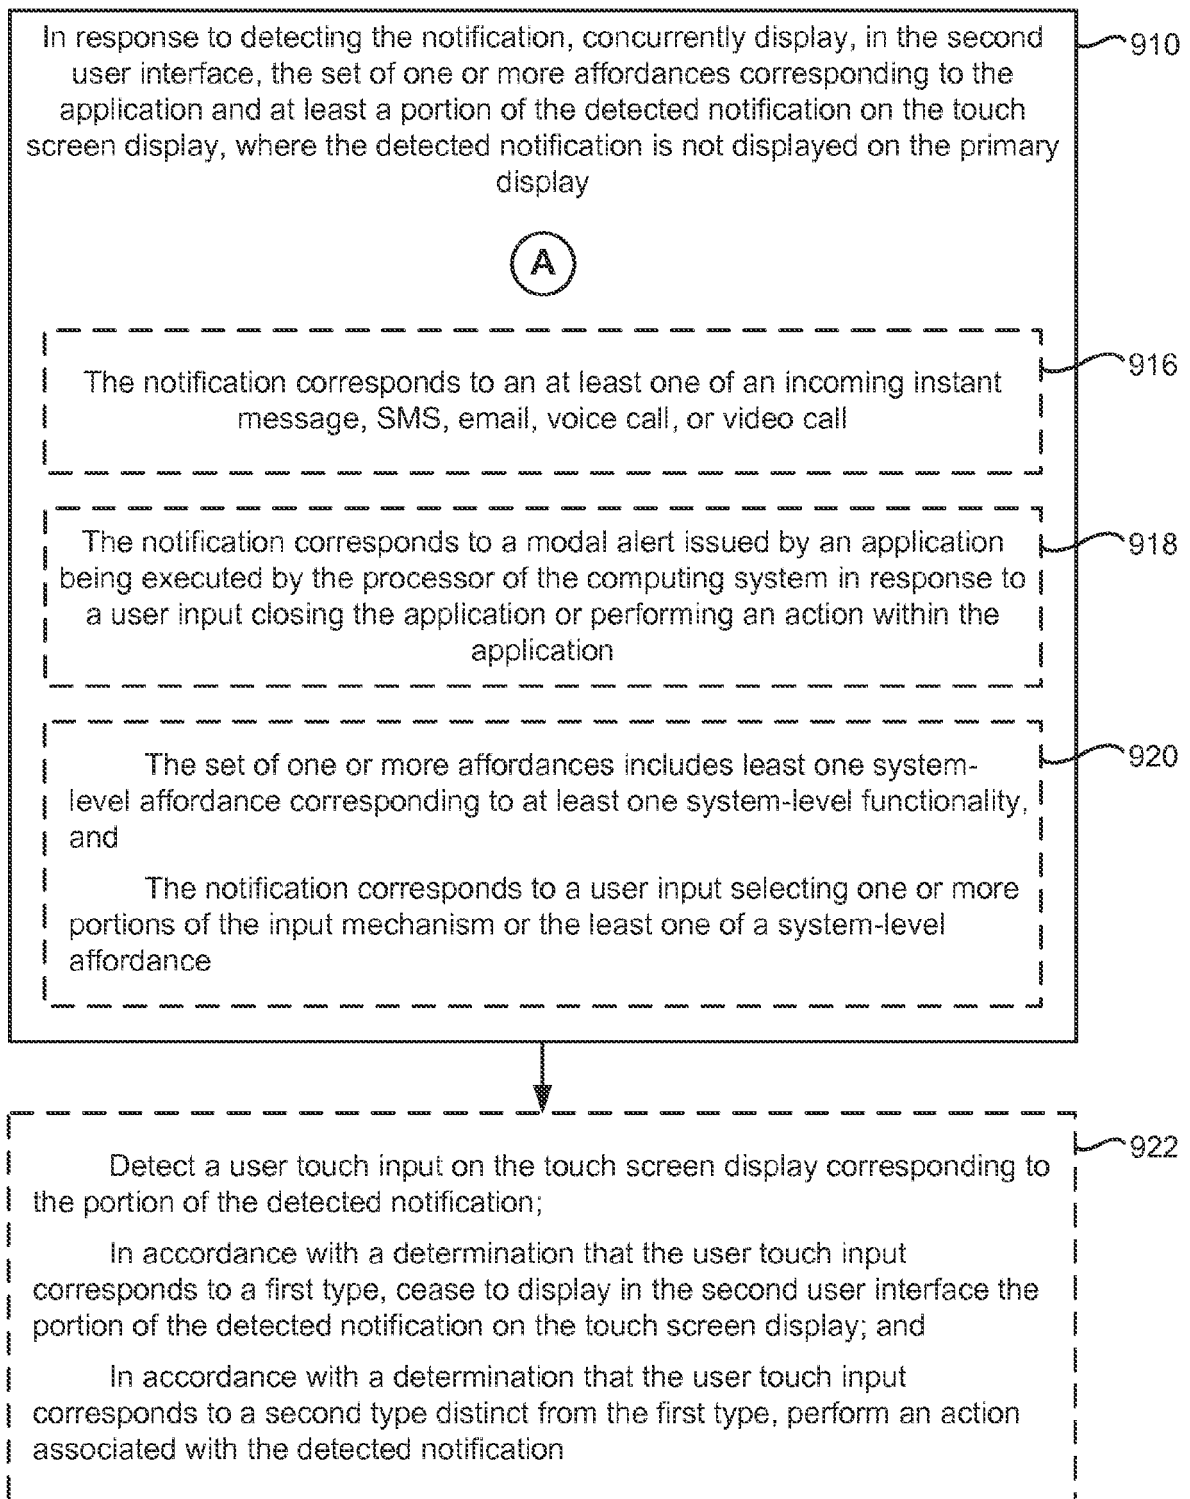 In response to detecting the notification, concurrently display, in the second
user interface, the set of one or more affordances corresponding to the
application and at least a portion of the detected notification on the touch
screen display, where the detected notification is not displayed on the primary
display
910
A
The notification corresponds to an at least one of an incoming instant
message, SMS, email, voice call, or video call
916
The notification corresponds to a modal alert issued by an application
being executed by the processor of the computing system in response to
a user input closing the application or performing an action within the
application
918
The set of one or more affordances includes least one system-
level affordance corresponding to at least one system-level functionality,
and
The notification corresponds to a user input selecting one or more
portions of the input mechanism or the least one of a system-level
affordance
920
Detect a user touch input on the touch screen display corresponding to
the portion of the detected notification;
In accordance with a determination that the user touch input
corresponds to a first type, cease to display in the second user interface the
portion of the detected notification on the touch screen display; and
In accordance with a determination that the user touch input
corresponds to a second type distinct from the first type, perform an action
associated with the detected notification
922